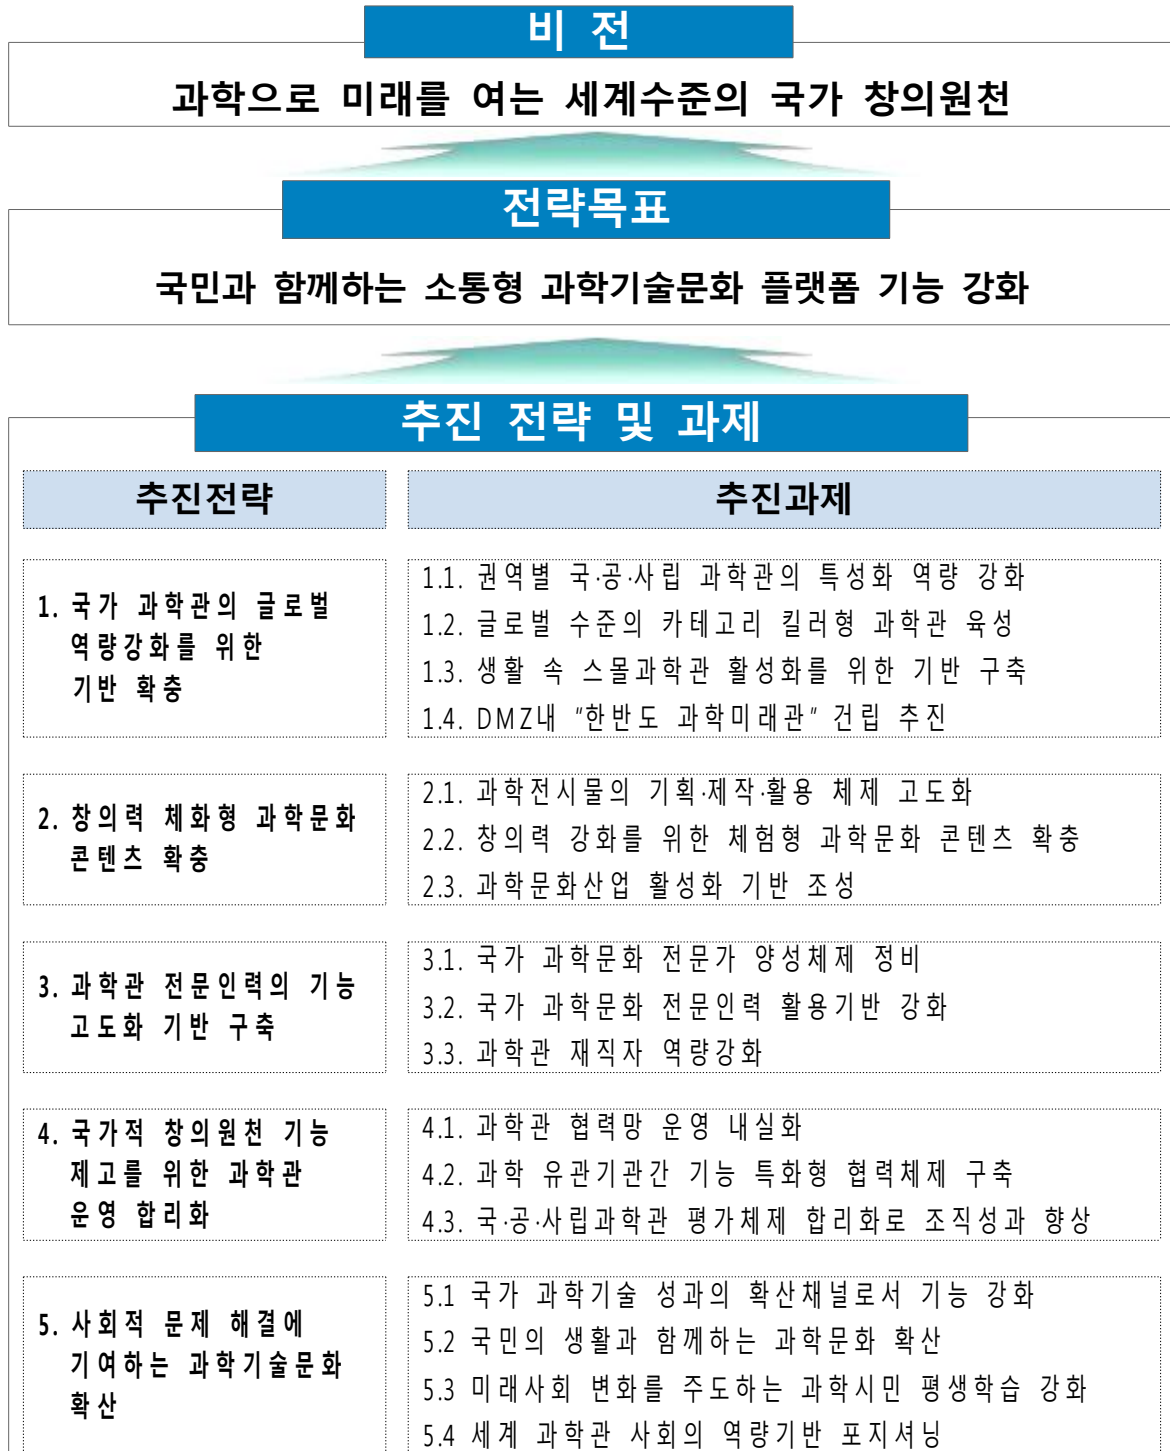 비 전
과학으로 미래를 여는 세계수준의 국가 창의원천
전략목표
국민과 함께하는 소통형 과학기술문화 플랫폼 기능 강화
추진 전략 및 과제
추진전략
추진과제
1. 국가 과학관의 글로벌
역량강화를 위한
기반 확충
1.1. 권역별 국·공·사립 과학관의 특성화 역량 강화
1.2. 글로벌 수준의 카테고리 킬러형 과학관 육성
1.3. 생활 속 스몰과학관 활성화를 위한 기반 구축
1.4. DMZ내 "한반도 과학미래관" 건립 추진
2. 창의력 체화형 과학문화
콘텐츠 확충
2.1. 과학전시물의 기획·제작·활용 체제 고도화
2.2. 창의력 강화를 위한 체험형 과학문화 콘텐츠 확충
2.3. 과학문화산업 활성화 기반 조성
3. 과학관 전문인력의 기능
고도화 기반 구축
3.1. 국가 과학문화 전문가 양성체제 정비
3.2. 국가 과학문화 전문인력 활용기반 강화
3.3. 과학관 재직자 역량강화
4. 국가적 창의원천 기능
제고를 위한 과학관
운영 합리화
4.1. 과학관 협력망 운영 내실화
4.2. 과학 유관기관간 기능 특화형 협력체제 구축
4.3. 국·공·사립과학관 평가체제 합리화로 조직성과 향상
5. 사회적 문제 해결에
기여하는 과학기술문화
확산
5.1 국가 과학기술 성과의 확산채널로서 기능 강화
5.2 국민의 생활과 함께하는 과학문화 확산
5.3 미래사회 변화를 주도하는 과학시민 평생학습 강화
5.4 세계 과학관 사회의 역량기반 포지셔닝